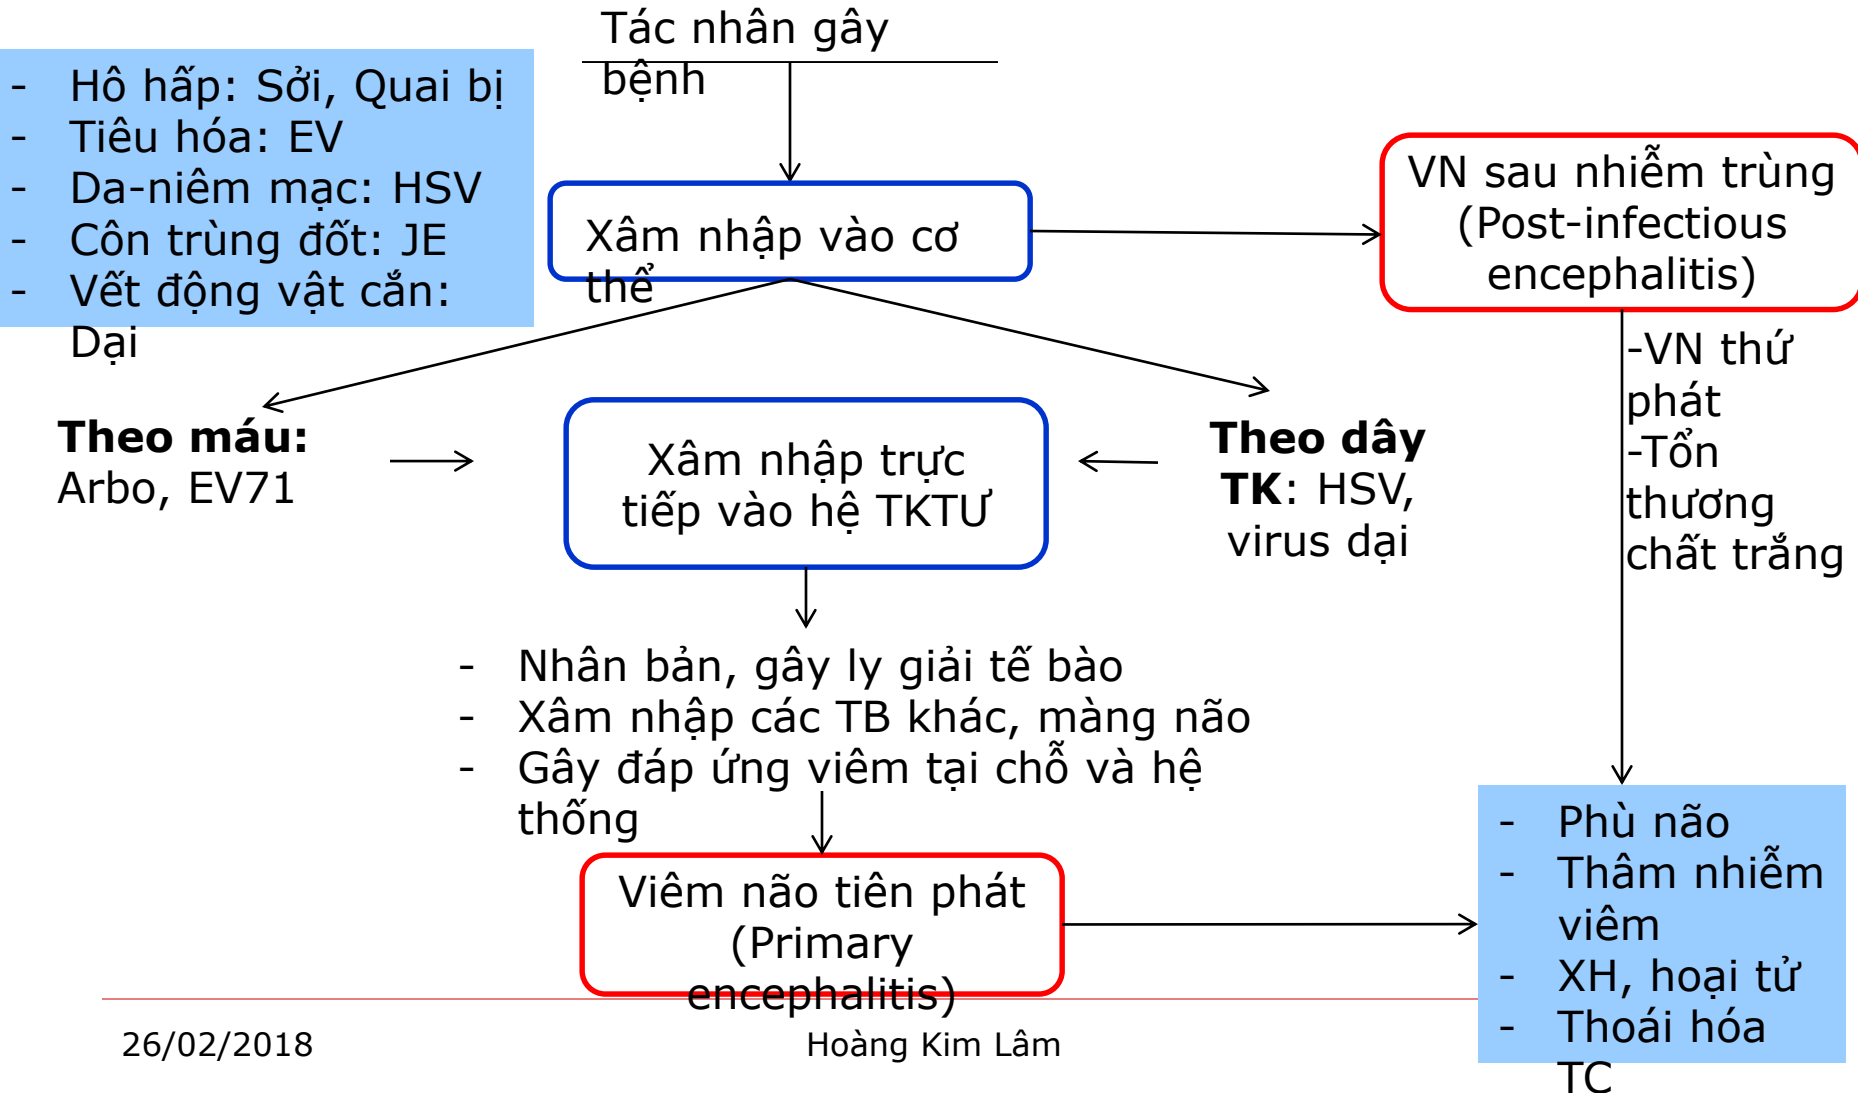 Tác nhân gây
bệnh
- Hô hấp: Sởi, Quai bị
- Tiêu hóa: EV
- Da-niêm mạc: HSV
- Côn trùng đốt: JE
- Vết động vật cắn:
Dại
Xâm nhập vào cơ
thể
VN sau nhiễm trùng
(Post-infectious
encephalitis)
-VN thứ
phát
-Tổn
thương
chất trắng
Theo máu:
Arbo, EV71
Xâm nhập trực
tiếp vào hệ TKTƯ
Theo dây
TK: HSV,
virus dại
- Nhân bản, gây ly giải tế bào
- Xâm nhập các TB khác, màng não
- Gây đáp ứng viêm tại chỗ và hệ
thống
Viêm não tiên phát
(Primary
encephalitis)
- Phù não
- Thâm nhiễm
viêm
- XH, hoại tử
- Thoái hóa
TC
26/02/2018
Hoàng Kim Lâm